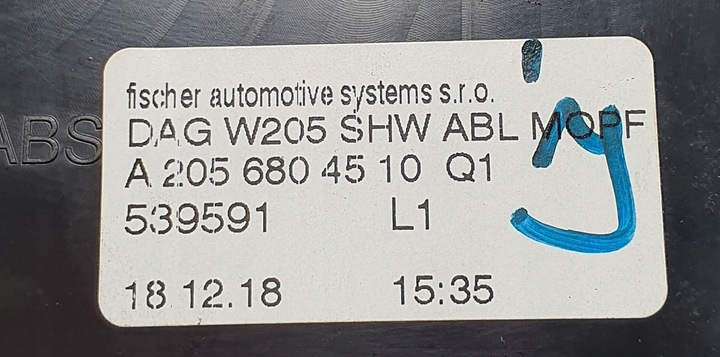 fischer automotive systems s.r.o.
DAG W205 SHW ABL MOPF
A 205 680 45 10 Q1
539591 L1
18.12.18 15:35
ABS